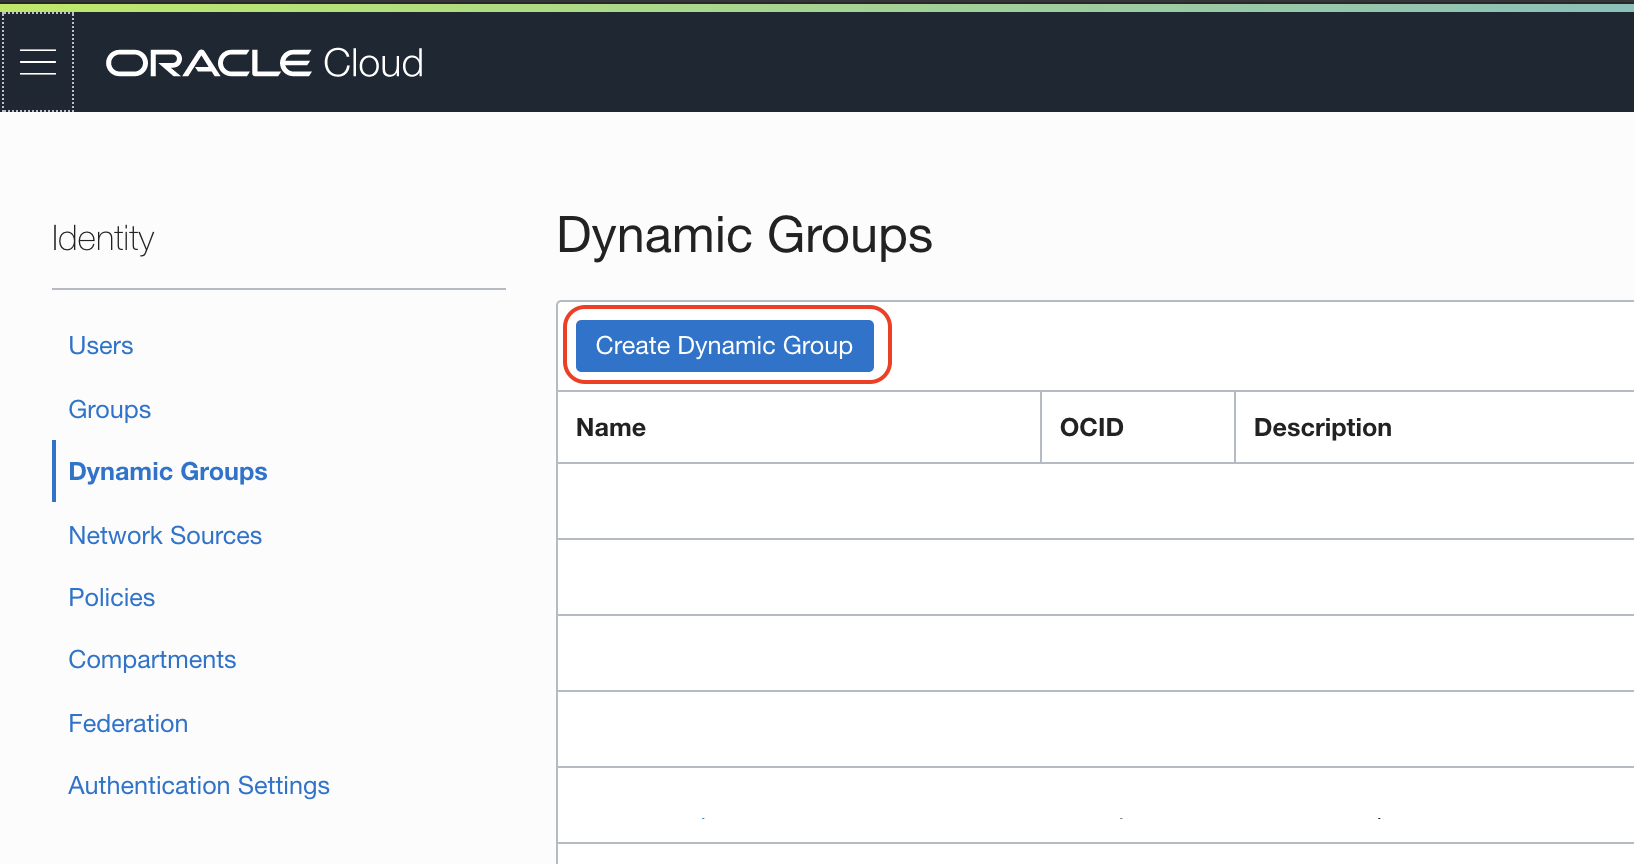 ORACLE Cloud
Identity
Users
Groups
Dynamic Groups
Network Sources
Policies
Compartments
Federation
Authentication Settings
Dynamic Groups
Create Dynamic Group
Name OCID Description